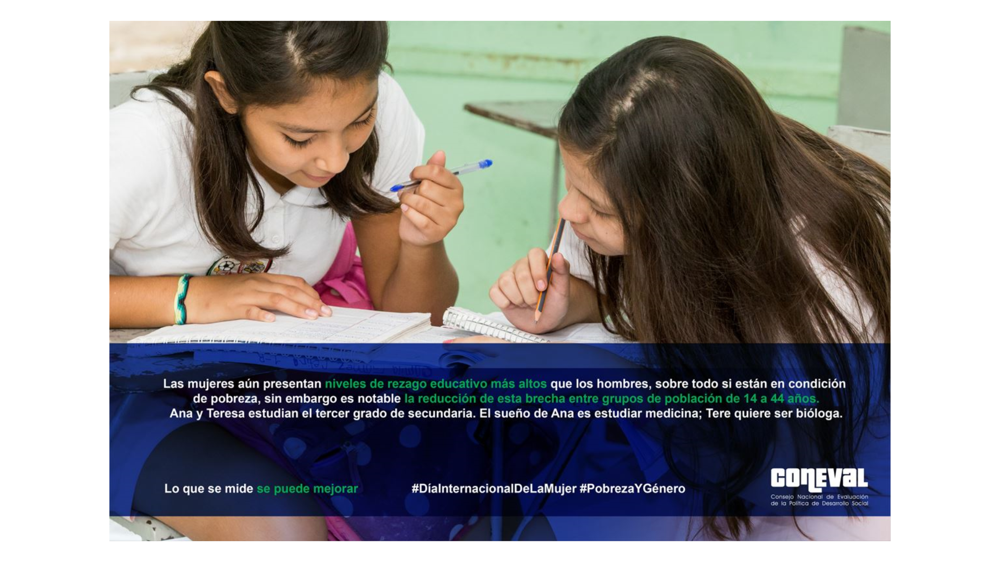 Las mujeres aún presentan niveles de rezago educativo más altos que los hombres, sobre todo si están en condición
de pobreza, sin embargo es notable la reducción de esta brecha entre grupos de población de 14 a 44 años.
Ana y Teresa estudian el tercer grado de secundaria. El sueño de Ana es estudiar medicina; Tere quiere ser bióloga.
Lo que se mide se puede mejorar
#DíaInternacionalDeLaMujer #PobrezaYGénero
CONEVAL
Consejo Nacional de Evaluación
de la Política de Desarrollo Social